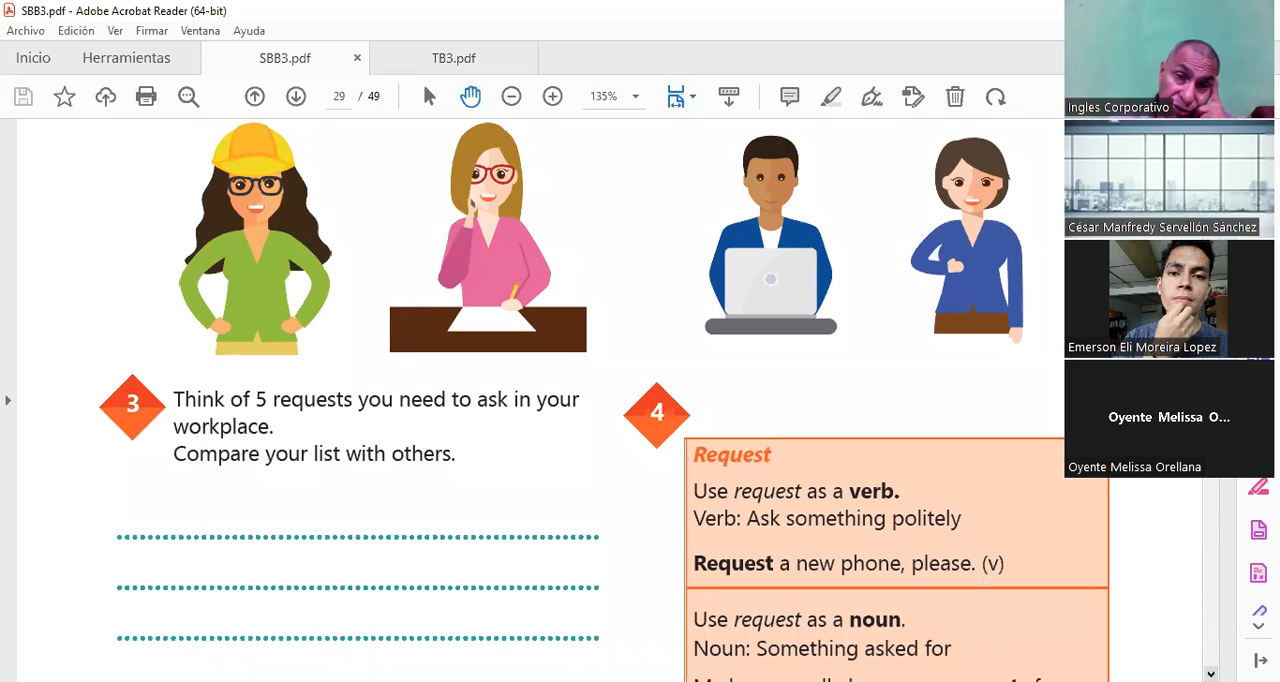 SBB3.pdf - Adobe Acrobat Reader (64-bit)
Archivo Edición Ver Firmar Ventana Ayuda
Inicio Herramientas SBB3.pdf × TB3.pdf
29 / 49 135%
Ingles Corporativo
César Manfredy Servellón Sánchez
Emerson Eli Moreira Lopez
Oyente Melissa O...
Oyente Melissa Orellana
3
Think of 5 requests you need to ask in your
workplace.
Compare your list with others.
4
Request
Use request as a verb.
Verb: Ask something politely
Request a new phone, please. (v)
Use request as a noun.
Noun: Something asked for